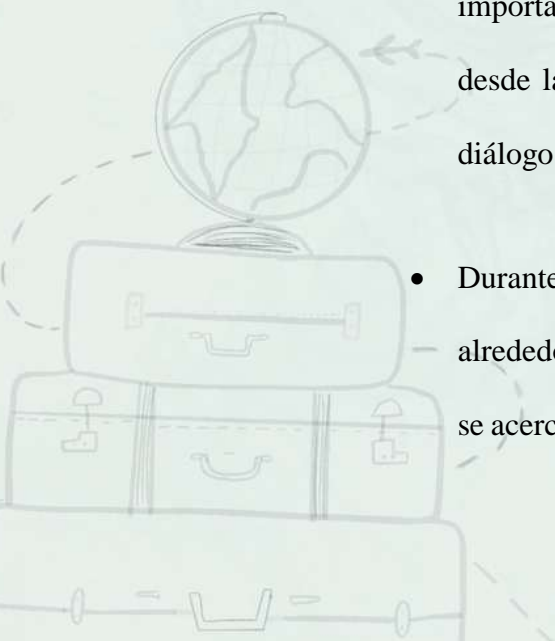 importa
desde la
diálogo
• Durante
alrededo
se acerc